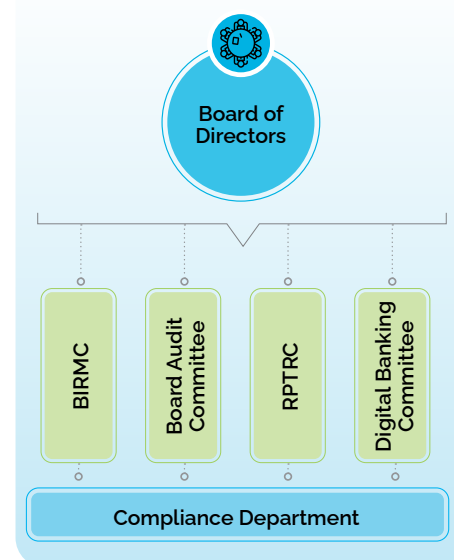 Board of
Directors
BIRMC
Board Audit
Committee
RPTRC
Digital Banking
Committee
Compliance Department